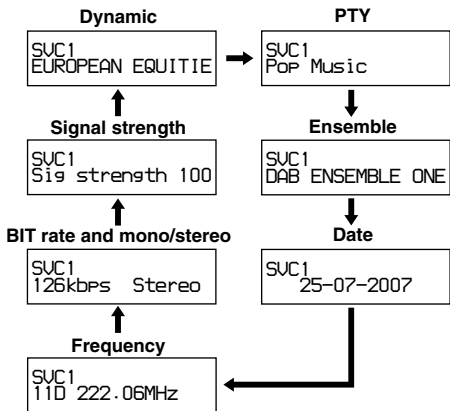 Dynamic
SVC1
EUROPEAN EQUITIE
PTY
SVC1
Pop Music
Signal strength
SVC1
Sig strength 100
Ensemble
SVC1
DAB ENSEMBLE ONE
BIT rate and mono/stereo
SVC1
126kbps Stereo
Date
SVC1
25-07-2007
Frequency
SVC1
11D 222.06MHz